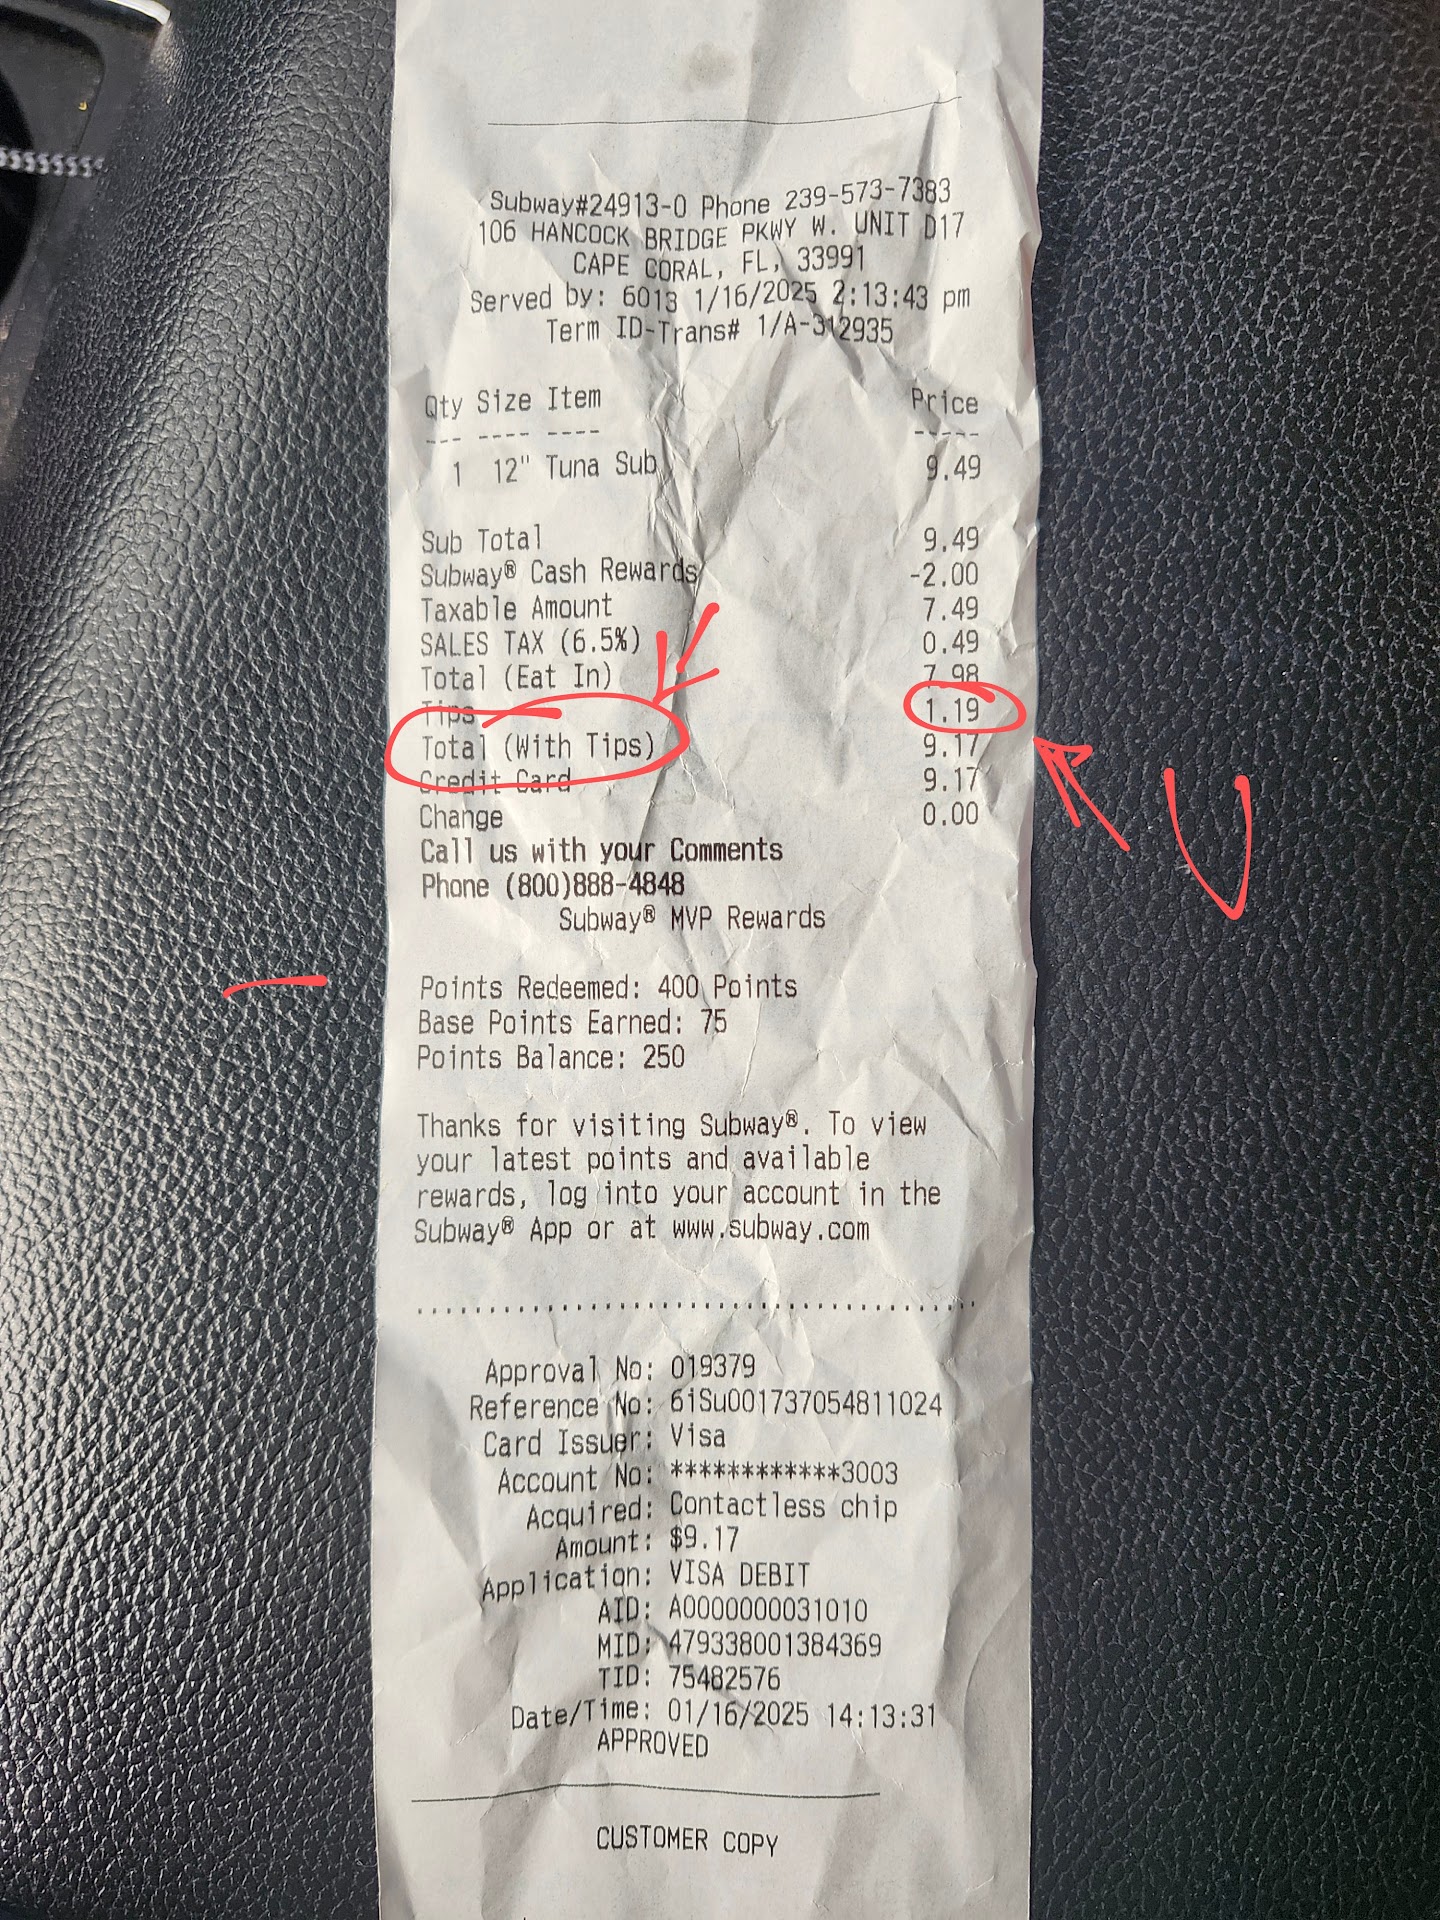 Subway#24913-0 Phone 239-573-7383
106 HANCOCK BRIDGE PKWY W. UNIT D17
CAPE CORAL, FL, 33991
Served by: 6013 1/16/2025 2:13:43 pm
Term ID-Trans# 1/A-312935
Qty Size Item Price
--- ---- ---- -----
1 12" Tuna Sub 9.49
Sub Total 9.49
Subway® Cash Rewards -2.00
Taxable Amount 7.49
SALES TAX (6.5%) 0.49
Total (Eat In) 7.98
Tips 1.19
Total (With Tips) 9.17
Credit Card 9.17
Change 0.00
Call us with your Comments
Phone (800)888-4848
Subway® MVP Rewards
Points Redeemed: 400 Points
Base Points Earned: 75
Points Balance: 250
Thanks for visiting Subway®. To view
your latest points and available
rewards, log into your account in the
Subway® App or at www.subway.com
Approval No: 019379
Reference No: 6iSu001737054811024
Card Issuer: Visa
Account No: ************3003
Acquired: Contactless chip
Amount: $9.17
Application: VISA DEBIT
AID: A0000000031010
MID: 479338001384369
TID: 75482576
Date/Time: 01/16/2025 14:13:31
APPROVED
CUSTOMER COPY